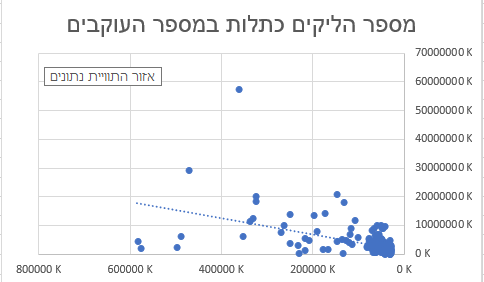 מספר הליקים כתלות במספר העוקבים
70000000 K
אזור התוויית נתונים
60000000 K
50000000 K
40000000 K
30000000 K
20000000 K
10000000 K
0 K
800000 K 600000 K 400000 K 200000 K 0 K